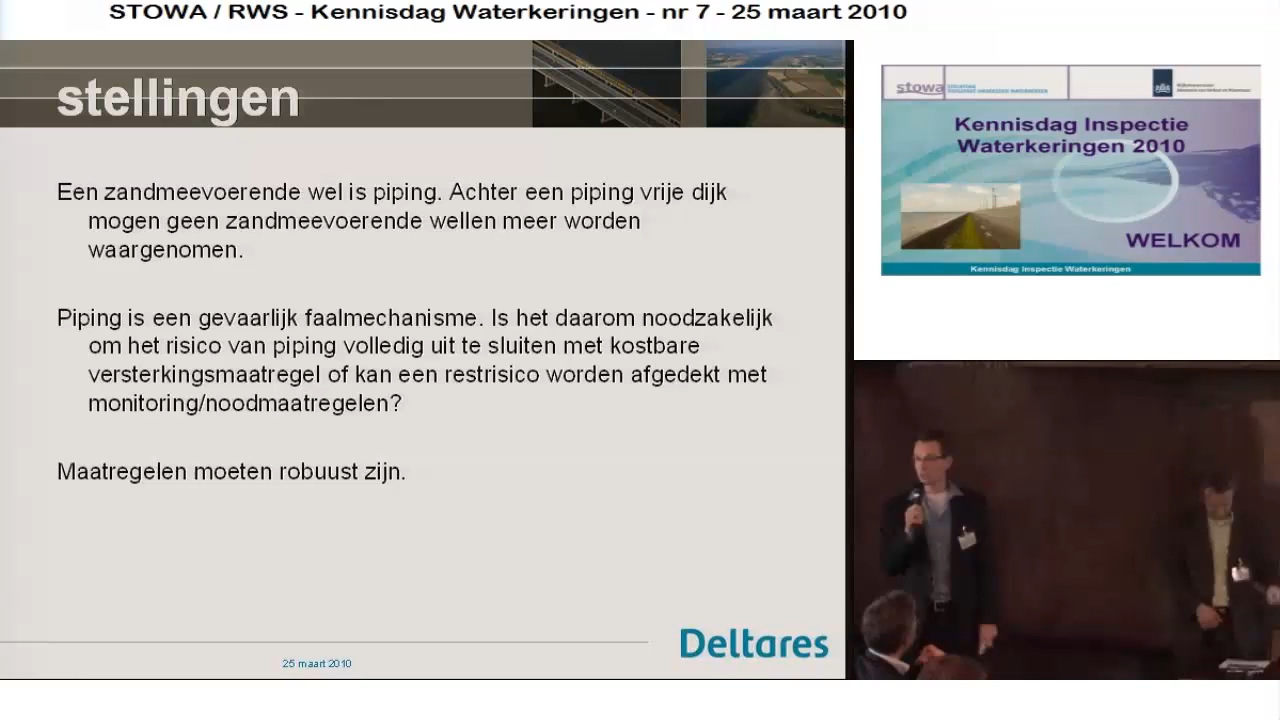 STOWA / RWS - Kennisdag Waterkeringen - nr 7 - 25 maart 2010
stellingen
Een zandmeevoerende wel is piping. Achter een piping vrije dijk
mogen geen zandmeevoerende wellen meer worden
waargenomen.
Piping is een gevaarlijk faalmechanisme. Is het daarom noodzakelijk
om het risico van piping volledig uit te sluiten met kostbare
versterkingsmaatregel of kan een restrisico worden afgedekt met
monitoring/noodmaatregelen?
Maatregelen moeten robuust zijn.
25 maart 2010
Deltares
stowa
Kennisdag Inspectie
Waterkeringen 2010
WELKOM
Kennisdag Inspectie Waterkeringen